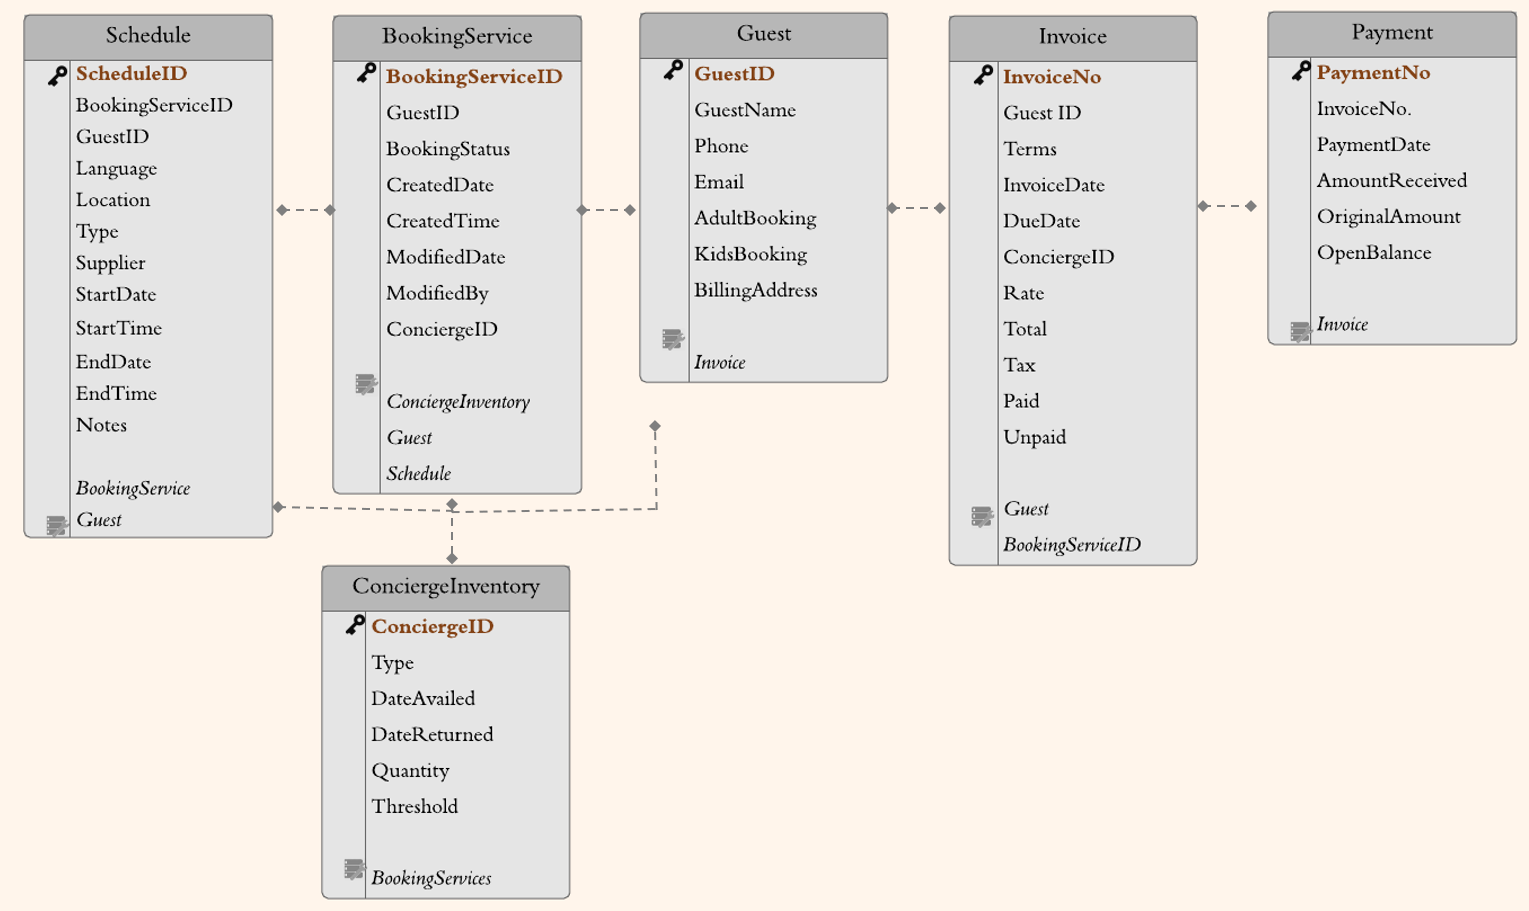 Schedule
ScheduleID
BookingServiceID
GuestID
Language
Location
Type
Supplier
StartDate
StartTime
EndDate
EndTime
Notes
BookingService
Guest
BookingService
BookingServiceID
GuestID
BookingStatus
CreatedDate
CreatedTime
ModifiedDate
ModifiedBy
ConciergeID
ConciergeInventory
Guest
Schedule
Guest
GuestID
GuestName
Phone
Email
AdultBooking
KidsBooking
BillingAddress
Invoice
Invoice
InvoiceNo
Guest ID
Terms
InvoiceDate
DueDate
ConciergeID
Rate
Total
Tax
Paid
Unpaid
Guest
BookingServiceID
Payment
PaymentNo
InvoiceNo.
PaymentDate
AmountReceived
OriginalAmount
OpenBalance
Invoice
ConciergeInventory
ConciergeID
Type
DateAvailed
DateReturned
Quantity
Threshold
BookingServices